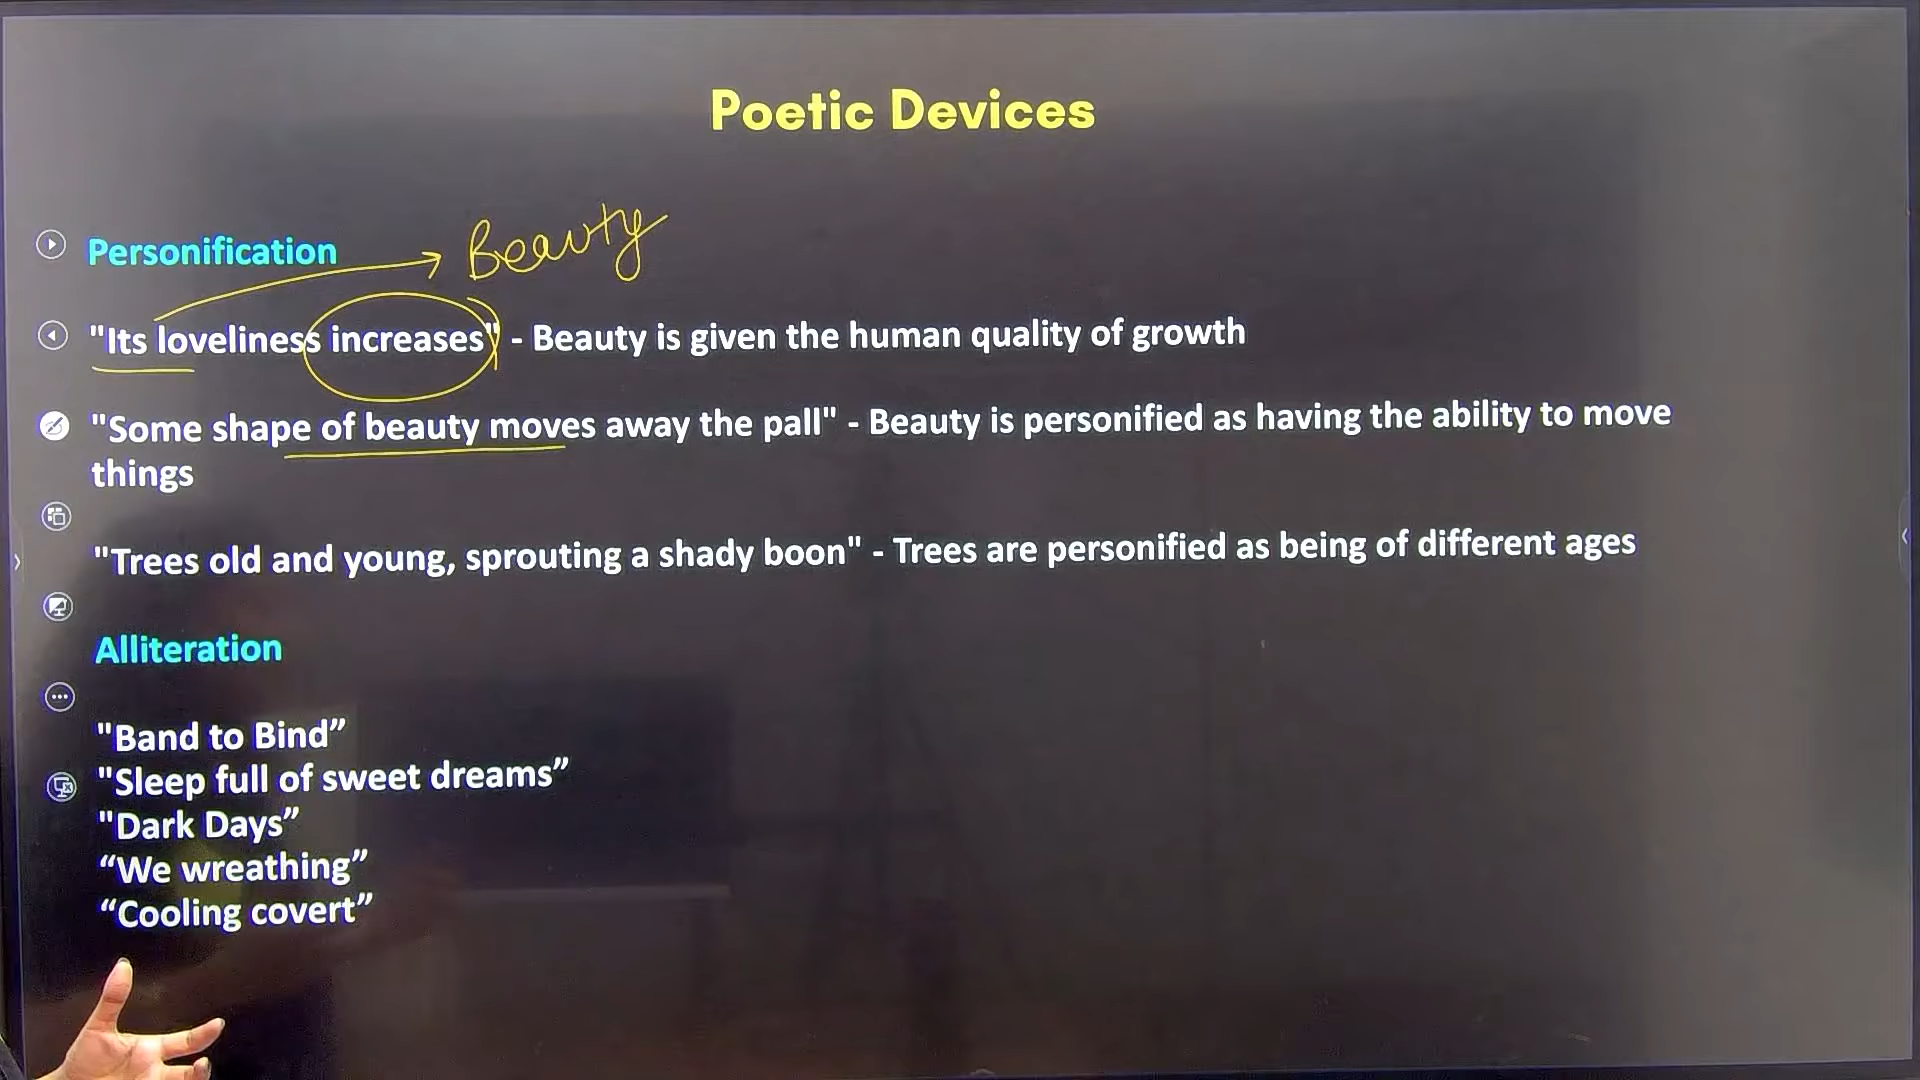 Poetic Devices
Personification
Beauty
"Its loveliness increases" - Beauty is given the human quality of growth
"Some shape of beauty moves away the pall" - Beauty is personified as having the ability to move
things
"Trees old and young, sprouting a shady boon" - Trees are personified as being of different ages
Alliteration
"Band to Bind”
"Sleep full of sweet dreams”
"Dark Days”
“We wreathing”
“Cooling covert”